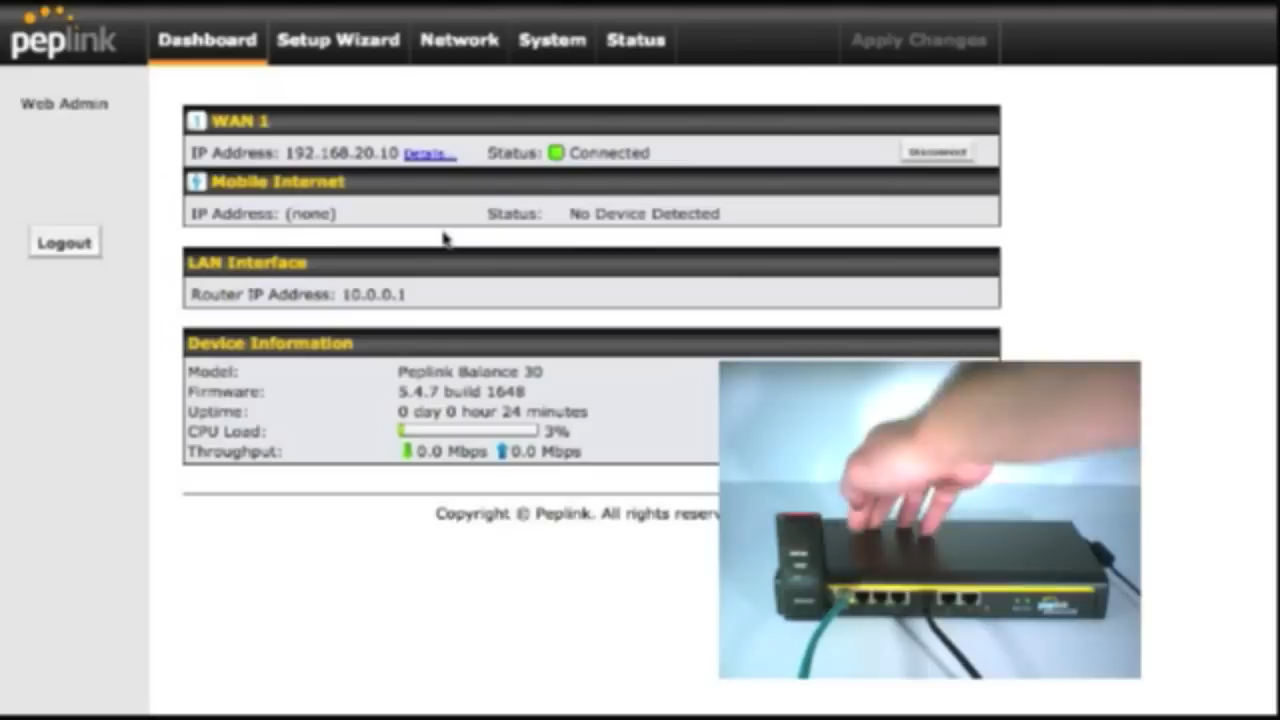 peplink
Dashboard Setup Wizard Network System Status Apply Changes
Web Admin
Logout
1 WAN 1
IP Address: 192.168.20.10 Details... Status: Connected Disconnect
Mobile Internet
IP Address: (none) Status: No Device Detected
LAN Interface
Router IP Address: 10.0.0.1
Device Information
Model: Peplink Balance 30
Firmware: 5.4.7 build 1648
Uptime: 0 day 0 hour 24 minutes
CPU Load: 3%
Throughput: 0.0 Mbps 0.0 Mbps
Copyright © Peplink. All rights reserv